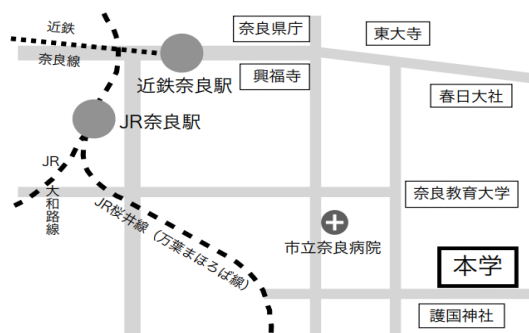 近鉄
奈良線
近鉄奈良駅
奈良県庁
興福寺
東大寺
春日大社
JR奈良駅
JR
大和路線
JR桜井線（万葉まほろば線）
奈良教育大学
市立奈良病院
本学
護国神社